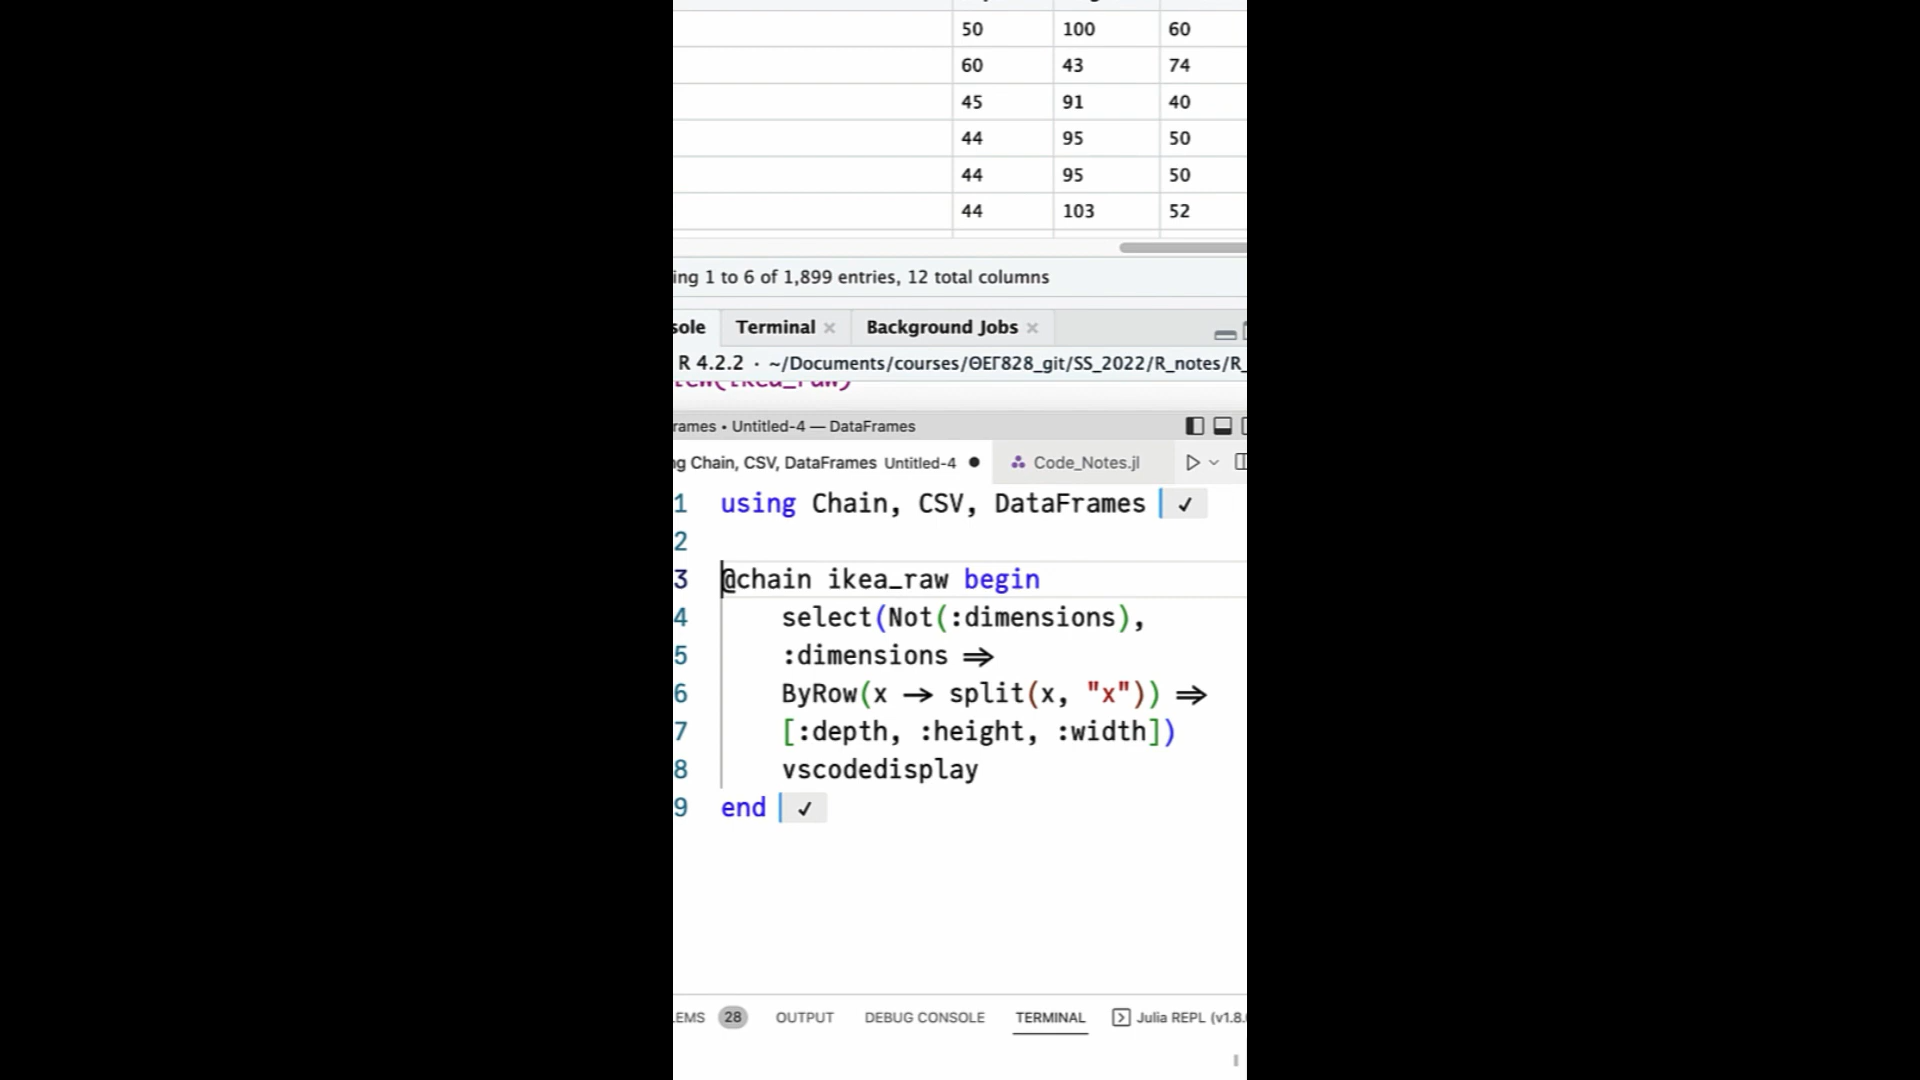 50 100 60
60 43 74
45 91 40
44 95 50
44 95 50
44 103 52
ing 1 to 6 of 1,899 entries, 12 total columns
sole Terminal × Background Jobs ×
R 4.2.2 · ~/Documents/courses/ΘΕΓ828_git/SS_2022/R_notes/R_
iew(ikea_raw)
rames • Untitled-4 — DataFrames
ng Chain, CSV, DataFrames Untitled-4 ● Code_Notes.jl
1 using Chain, CSV, DataFrames ✓
2
3 @chain ikea_raw begin
4 select(Not(:dimensions),
5 :dimensions =>
6 ByRow(x -> split(x, "x")) =>
7 [:depth, :height, :width])
8 vscodedisplay
9 end ✓
LEMS 28 OUTPUT DEBUG CONSOLE TERMINAL Julia REPL (v1.8.